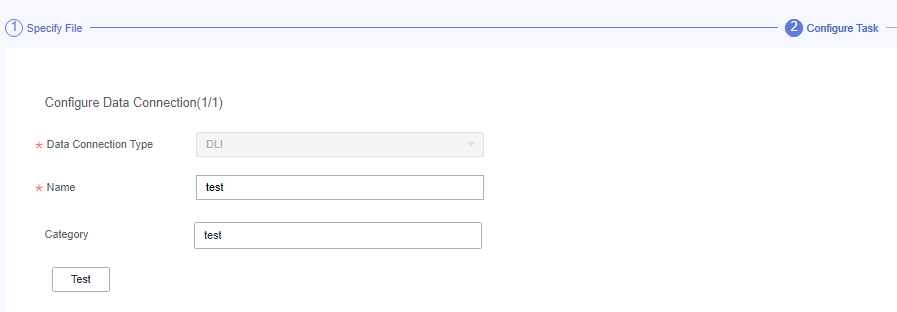 1 Specify File 2 Configure Task
Configure Data Connection(1/1)
* Data Connection Type DLI
* Name test
Category test
Test